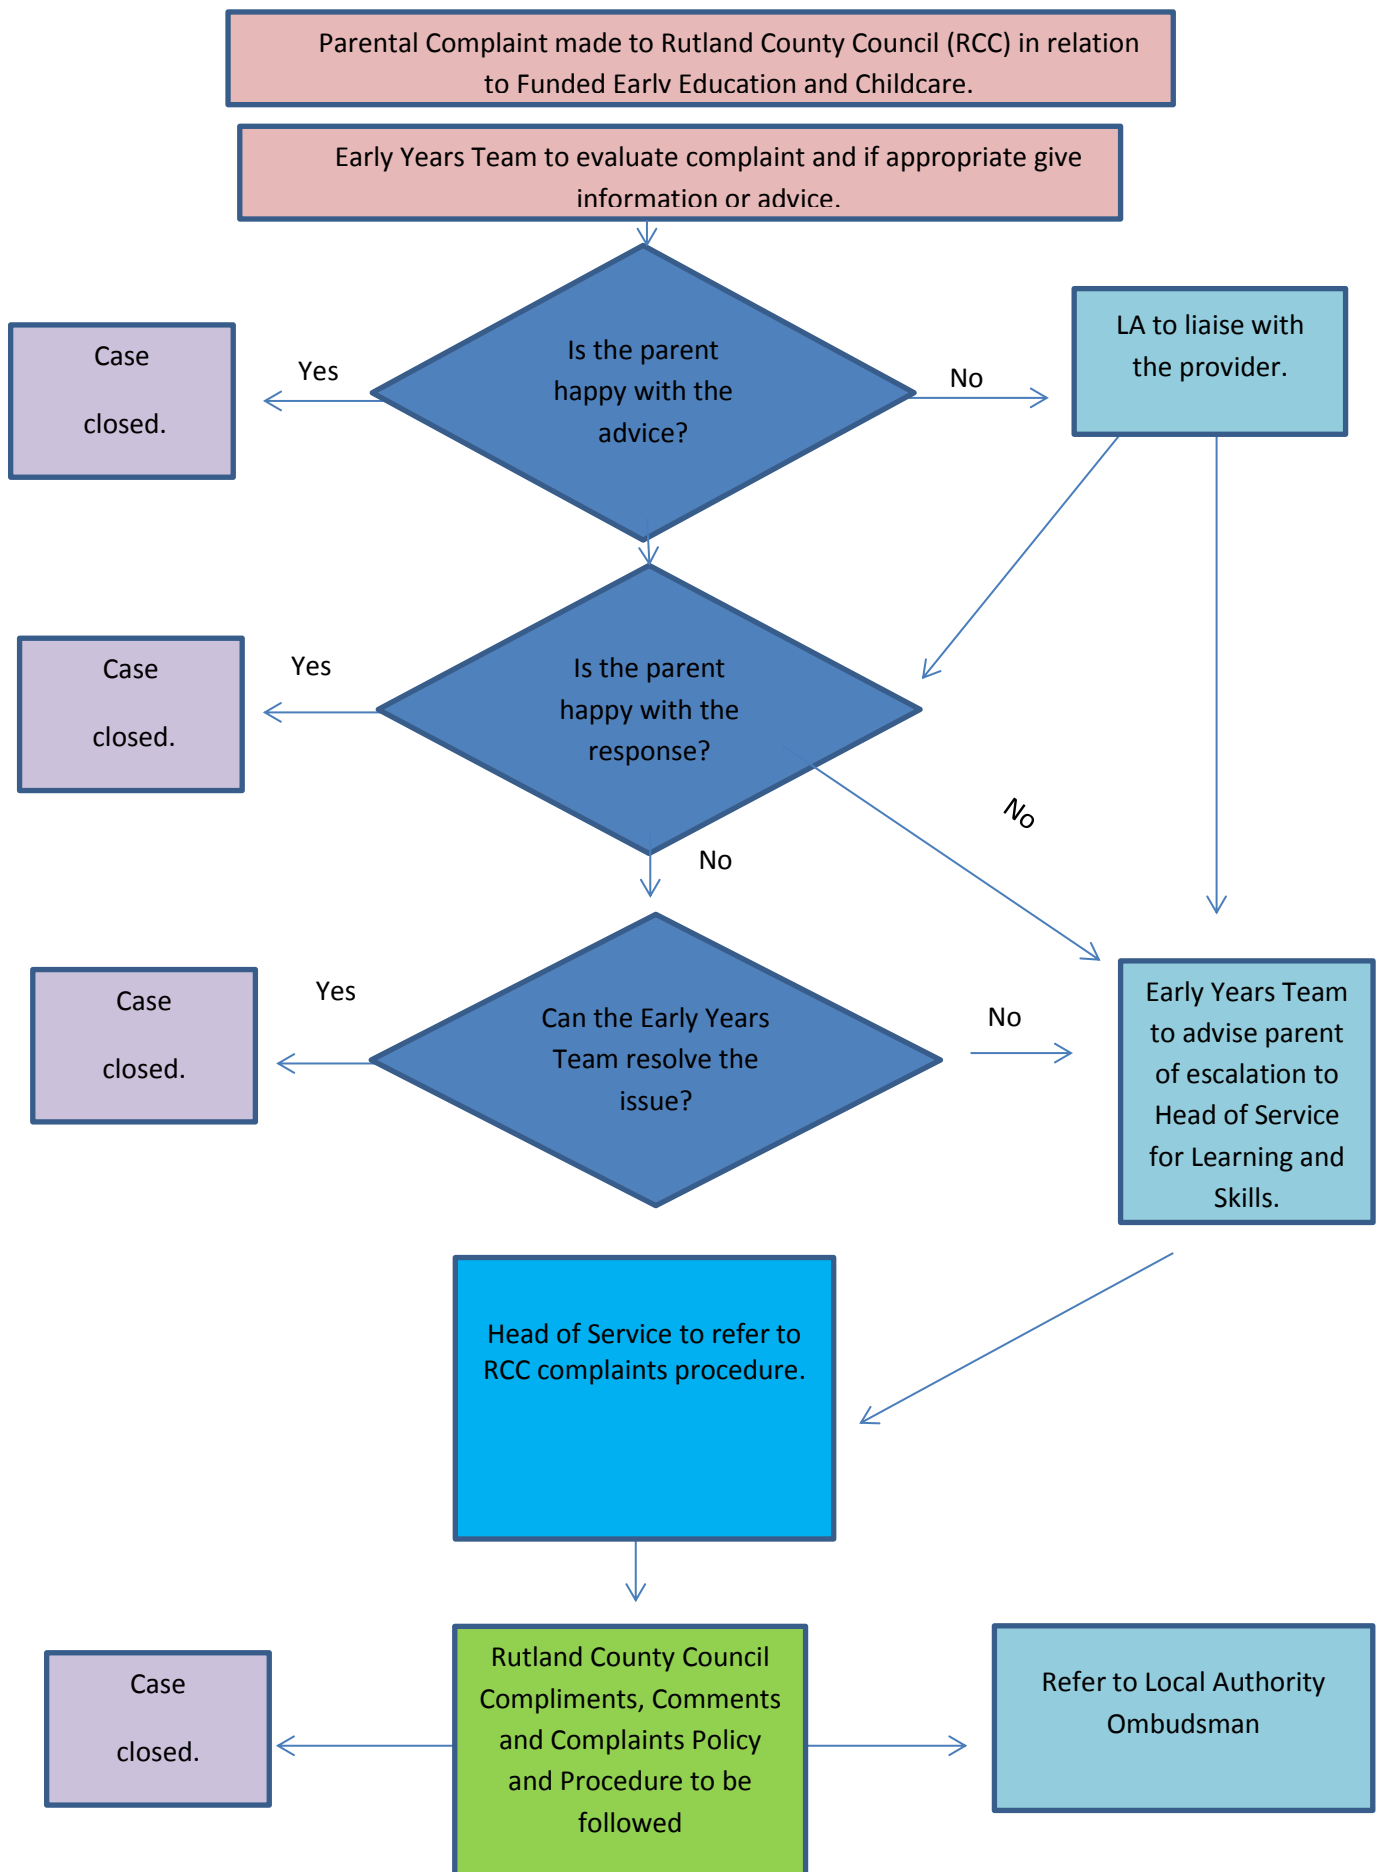 Parental Complaint made to Rutland County Council (RCC) in relation
to Funded Early Education and Childcare.
Early Years Team to evaluate complaint and if appropriate give
information or advice.
Case
closed.
Yes
Is the parent
happy with the
advice?
No
LA to liaise with
the provider.
Case
closed.
Yes
Is the parent
happy with the
response?
No
No
Case
closed.
Yes
Can the Early Years
Team resolve the
issue?
No
Early Years Team
to advise parent
of escalation to
Head of Service
for Learning and
Skills.
Head of Service to refer to
RCC complaints procedure.
Case
closed.
Rutland County Council
Compliments, Comments
and Complaints Policy
and Procedure to be
followed
Refer to Local Authority
Ombudsman